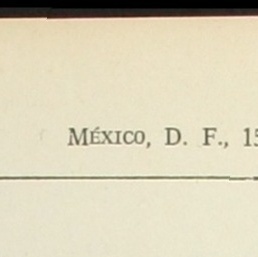 MÉXICO, D. F., 15